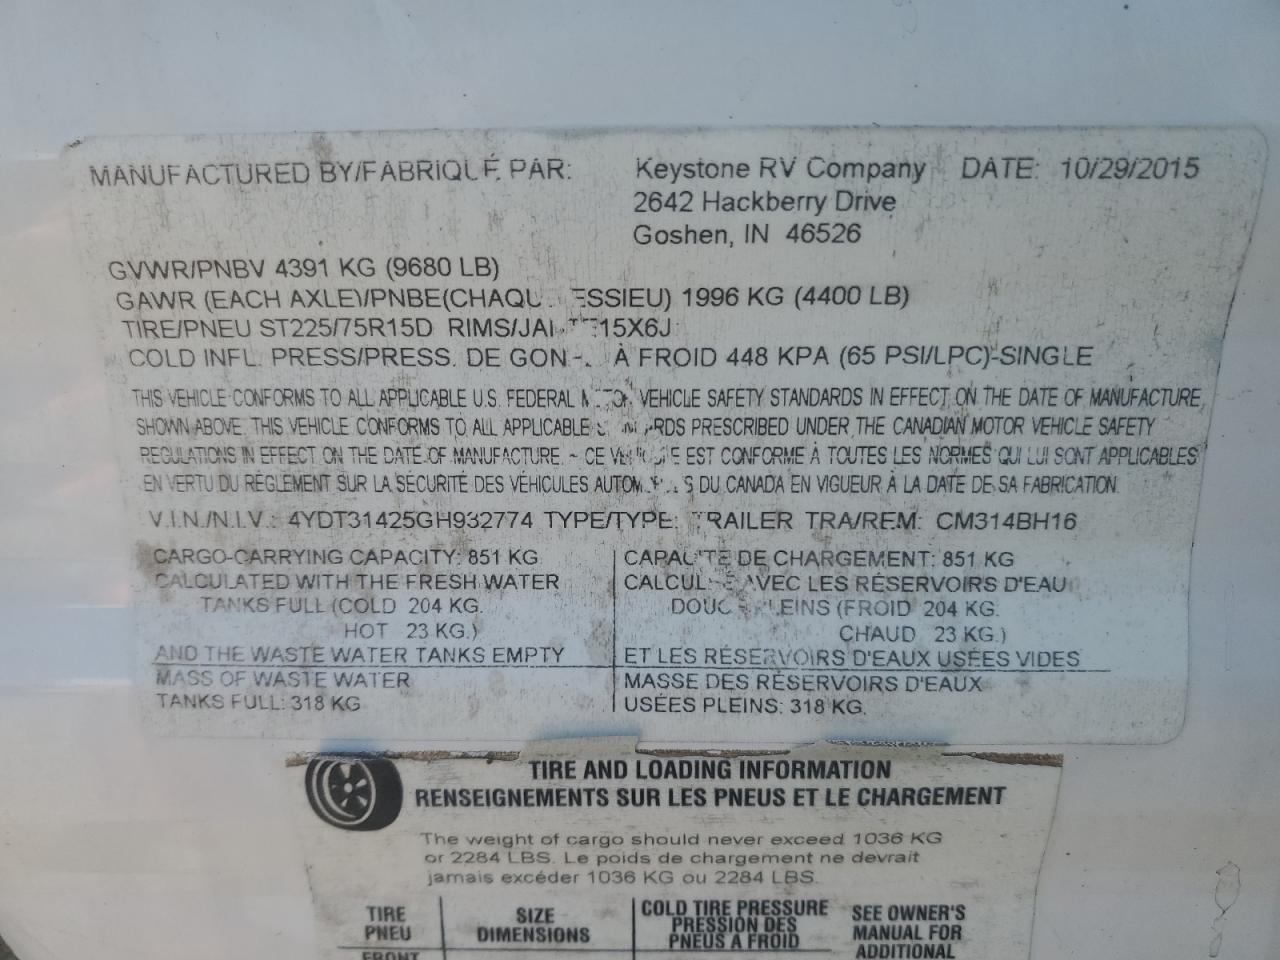 MANUFACTURED BY/FABRIQUÉ PAR: Keystone RV Company DATE: 10/29/2015
2642 Hackberry Drive
Goshen, IN 46526
GVWR/PNBV 4391 KG (9680 LB)
GAWR (EACH AXLE)/PNBE(CHAQUE ESSIEU) 1996 KG (4400 LB)
TIRE/PNEU ST225/75R15D RIMS/JANTE 15X6J
COLD INFL. PRESS/PRESS. DE GONF. À FROID 448 KPA (65 PSI/LPC)-SINGLE
THIS VEHICLE CONFORMS TO ALL APPLICABLE U.S. FEDERAL MOTOR VEHICLE SAFETY STANDARDS IN EFFECT ON THE DATE OF MANUFACTURE
SHOWN ABOVE. THIS VEHICLE CONFORMS TO ALL APPLICABLE STANDARDS PRESCRIBED UNDER THE CANADIAN MOTOR VEHICLE SAFETY
REGULATIONS IN EFFECT ON THE DATE OF MANUFACTURE. ~ CE VEHICULE EST CONFORME À TOUTES LES NORMES QUI LUI SONT APPLICABLES
EN VERTU DU RÈGLEMENT SUR LA SÉCURITÉ DES VÉHICULES AUTOMOBILES DU CANADA EN VIGUEUR À LA DATE DE SA FABRICATION.
V.I.N./N.I.V.: 4YDT31425GH932774 TYPE/TYPE: TRAILER TRA/REM: CM314BH16
CARGO-CARRYING CAPACITY: 851 KG
CALCULATED WITH THE FRESH WATER
TANKS FULL (COLD 204 KG.
HOT 23 KG.)
AND THE WASTE WATER TANKS EMPTY
MASS OF WASTE WATER
TANKS FULL: 318 KG
CAPACITE DE CHARGEMENT: 851 KG
CALCULÉE AVEC LES RÉSERVOIRS D'EAU
DOUCE PLEINS (FROID 204 KG.
CHAUD 23 KG.)
ET LES RÉSERVOIRS D'EAUX USÉES VIDES
MASSE DES RÉSERVOIRS D'EAUX
USÉES PLEINS: 318 KG.
TIRE AND LOADING INFORMATION
RENSEIGNEMENTS SUR LES PNEUS ET LE CHARGEMENT
The weight of cargo should never exceed 1036 KG
or 2284 LBS. Le poids de chargement ne devrait
jamais excéder 1036 KG ou 2284 LBS.
TIRE
PNEU
SIZE
DIMENSIONS
COLD TIRE PRESSURE
PRESSION DES
PNEUS A FROID
SEE OWNER'S
MANUAL FOR
ADDITIONAL
FRONT